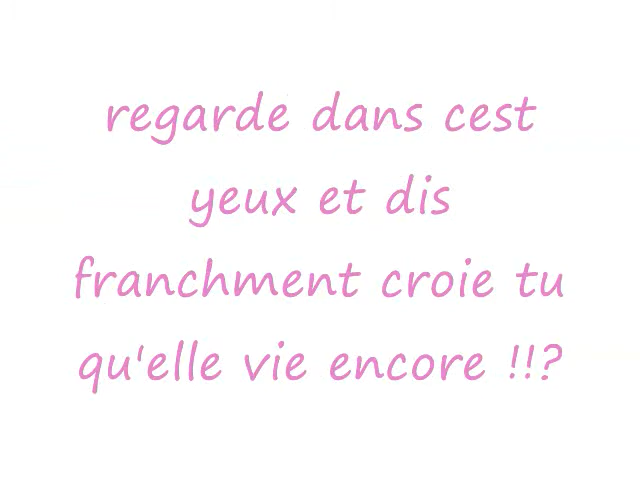 regarde dans cest
yeux et dis
franchment croie tu
qu'elle vie encore !!?